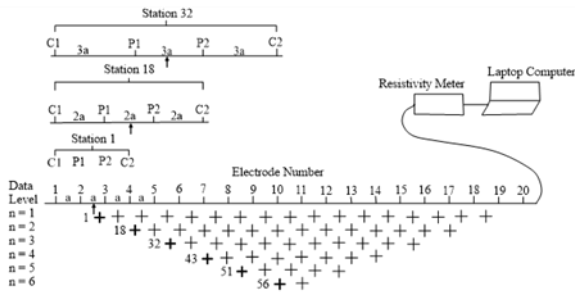 Station 32
C1 P1 P2 C2
3a 3a 3a
Station 18
C1 P1 P2 C2
2a 2a 2a
Station 1
C1 P1 P2 C2
Resistivity Meter
Laptop Computer
Electrode Number
Data
Level
1 2 3 4 5 6 7 8 9 10 11 12 13 14 15 16 17 18 19 20
a a a a
n = 1 1
n = 2 18
n = 3 32
n = 4 43
n = 5 51
n = 6 56